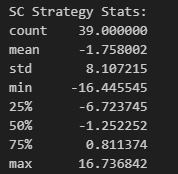 SC Strategy Stats:
count    39.000000
mean     -1.758002
std       8.107215
min     -16.445545
25%      -6.723745
50%      -1.252252
75%       0.811374
max      16.736842